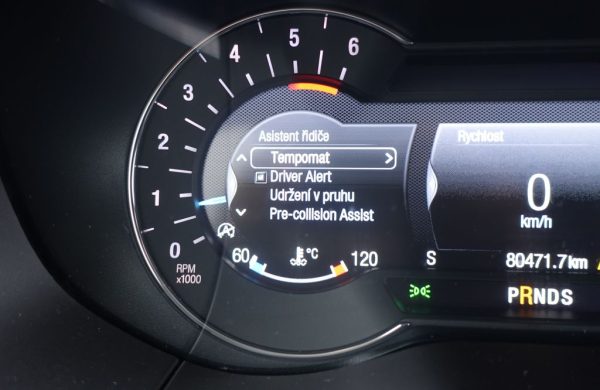 5
6
4
3
2
1
0
RPM
x1000
Asistent řidiče
Tempomat
Driver Alert
Udržení v pruhu
Pre-collision Assist
60 °C 120
Rychlost
0
km/h
S 80471.7km
PRNDS